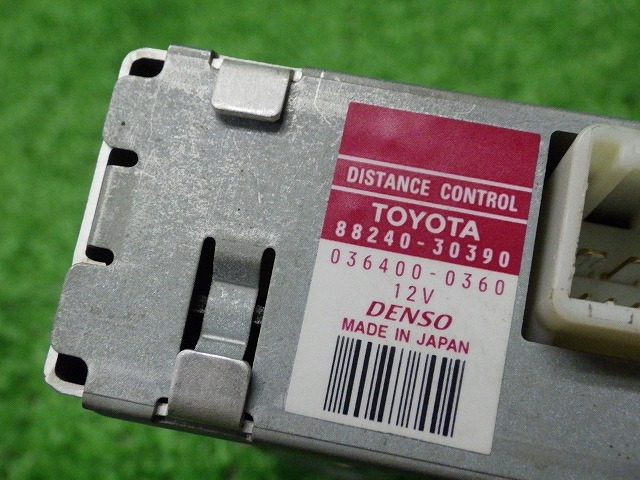 DISTANCE CONTROL
TOYOTA
88240-30390
036400-0360
12V
DENSO
MADE IN JAPAN